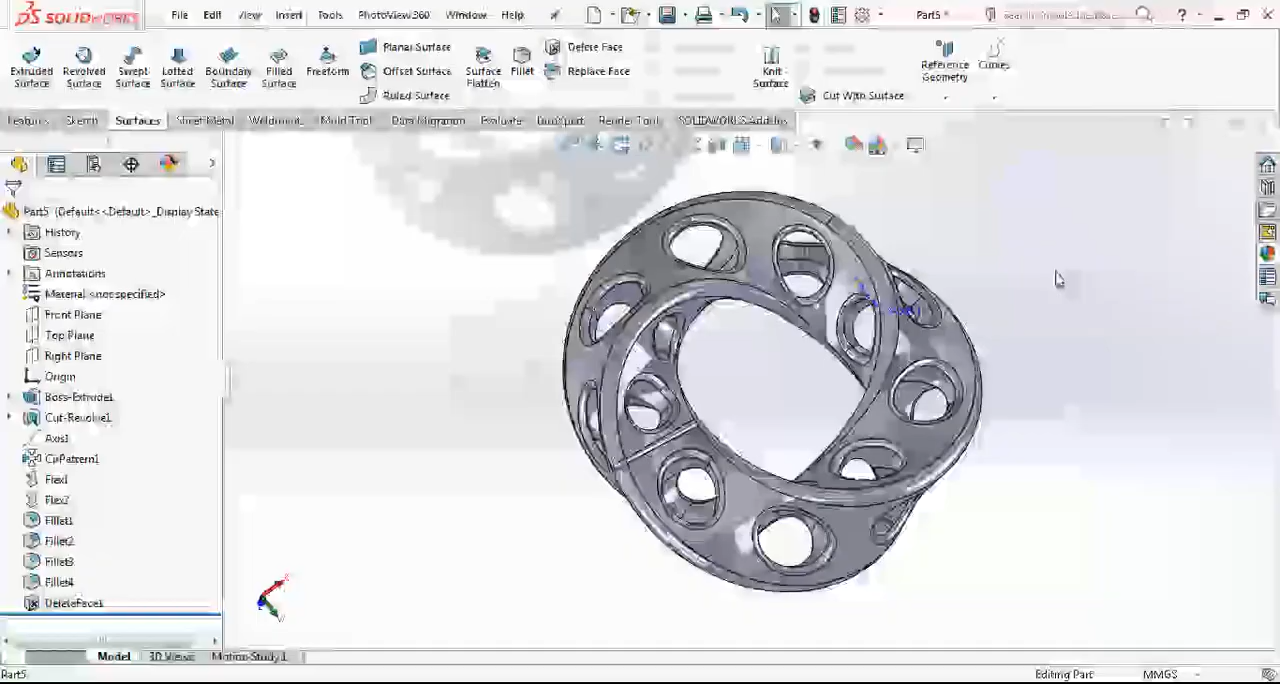 SOLIDWORKS File Edit View Insert Tools PhotoView 360 Window Help Part5 * ?
Extruded Surface
Revolved Surface
Swept Surface
Lofted Surface
Boundary Surface
Filled Surface
Freeform
Planar Surface
Offset Surface
Ruled Surface
Surface Flatten
Fillet
Delete Face
Replace Face
Knit Surface
Cut With Surface
Reference Geometry
Curves
Features Sketch Surfaces Sheet Metal Weldments Mold Tools Data Migration Evaluate DimXpert Render Tools SOLIDWORKS Add-Ins
Part5 (Default<<Default>_Display State
History
Sensors
Annotations
Material <not specified>
Front Plane
Top Plane
Right Plane
Origin
Boss-Extrude1
Cut-Revolve1
Axis1
CirPattern1
Flex1
Flex2
Fillet1
Fillet2
Fillet3
Fillet4
DeleteFace1
Model 3D Views Motion Study 1
Part5 Editing Part MMGS